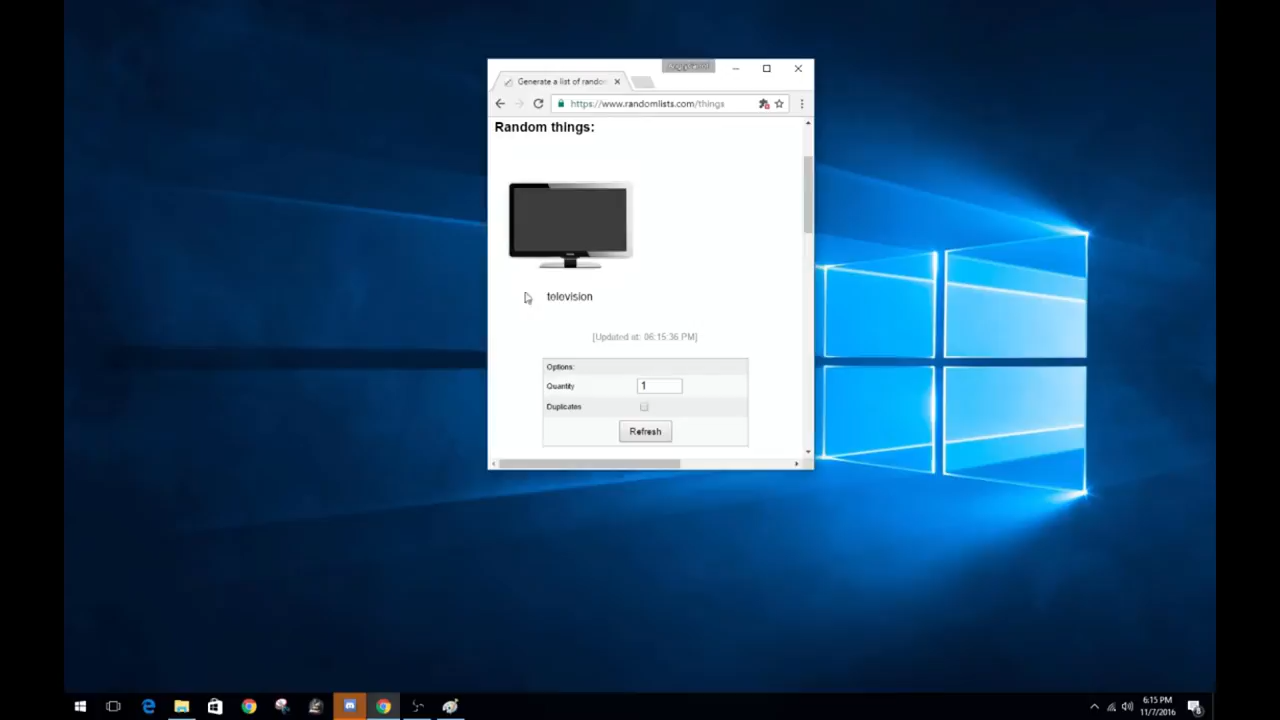 Generate a list of rando
https://www.randomlists.com/things
Random things:
television
[Updated at: 06:15:36 PM]
Options:
Quantity
1
Duplicates
Refresh
6:15 PM
11/7/2016